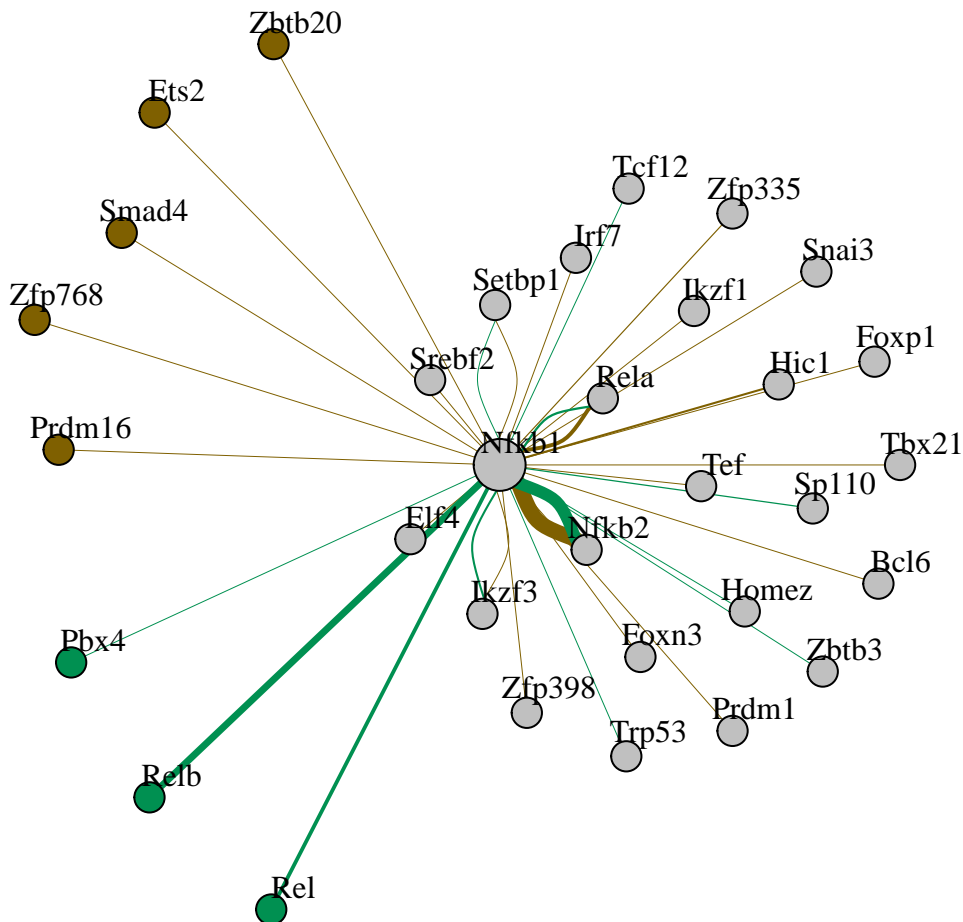 Zbtb20
Ets2
Tcf12
Zfp335
Smad4
Irf7
Snai3
Setbp1
Ikzf1
Zfp768
Foxp1
Srebf2
Hic1
Rela
Prdm16
Nfkb1
Tbx21
Tef
Sp110
Elf4
Nfkb2
Bcl6
Ikzf3
Homez
Pbx4
Foxn3
Zbtb3
Zfp398
Prdm1
Trp53
Relb
Rel